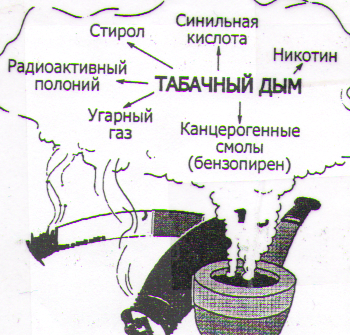 Стирол
Синильная
кислота
Никотин
Радиоактивный
полоний
ТАБАЧНЫЙ ДЫМ
Угарный
газ
Канцерогенные
смолы
(бензопирен)